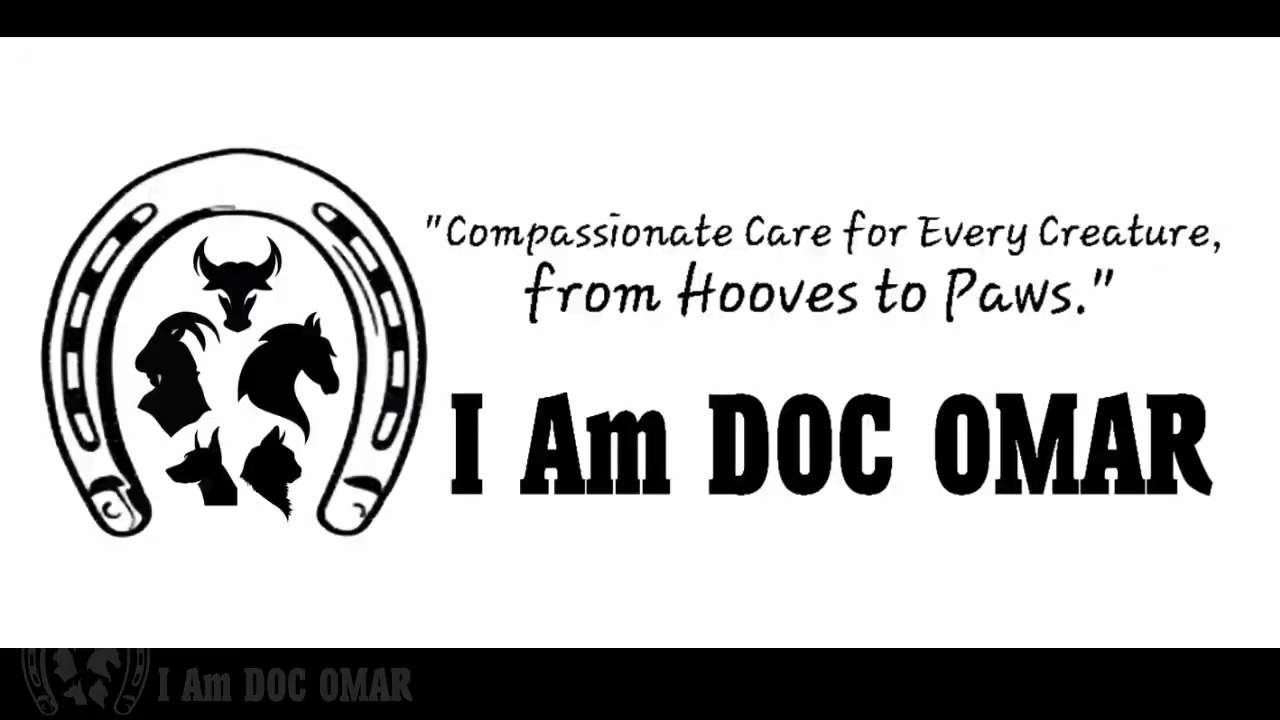 "Compassionate Care for Every Creature,
from Hooves to Paws."
I Am DOC OMAR
I Am DOC OMAR